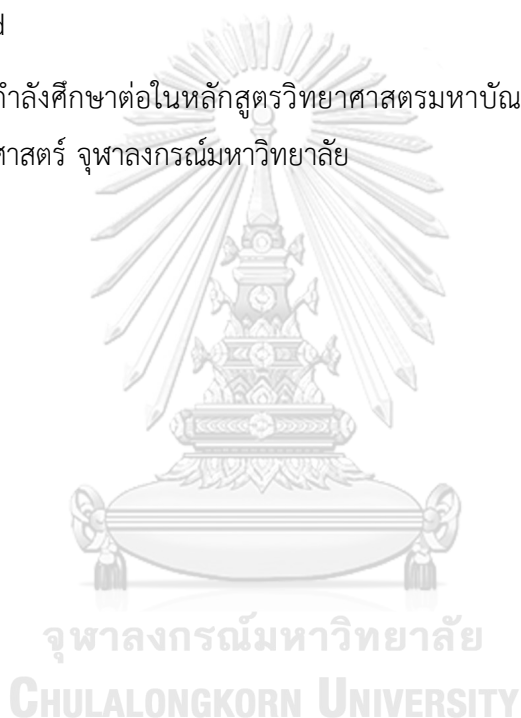 d
กำลังศึกษาต่อในหลักสูตรวิทยาศาสตรมหาบัณ
ศาสตร์ จุฬาลงกรณ์มหาวิทยาลัย
จุฬาลงกรณ์มหาวิทยาลัย
CHULALONGKORN UNIVERSITY